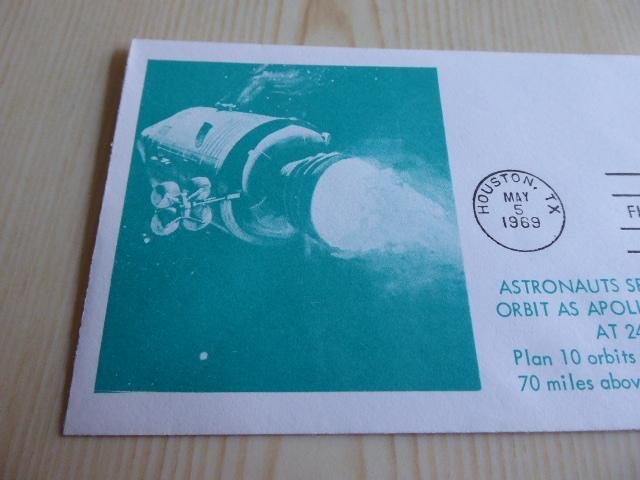 HOUSTON, TX
MAY
5
1969
ASTRONAUTS
ORBIT AS
AT
Plan 10 orbits
70 miles